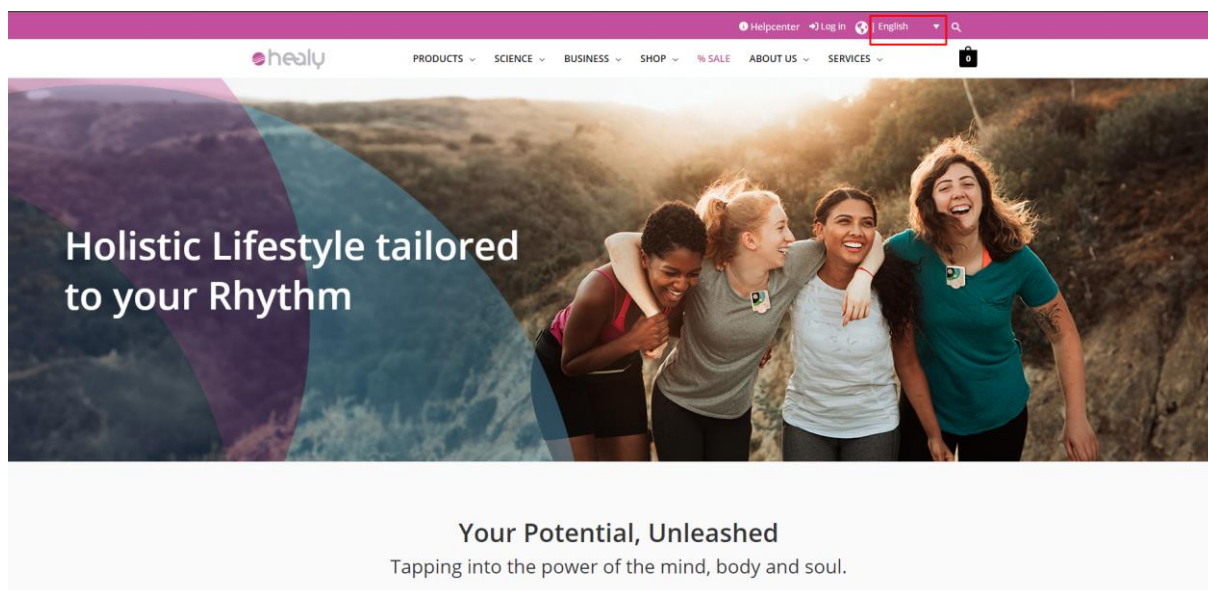 Helpcenter Log in | English
healy
PRODUCTS SCIENCE BUSINESS SHOP % SALE ABOUT US SERVICES
0
Holistic Lifestyle tailored
to your Rhythm
Your Potential, Unleashed
Tapping into the power of the mind, body and soul.